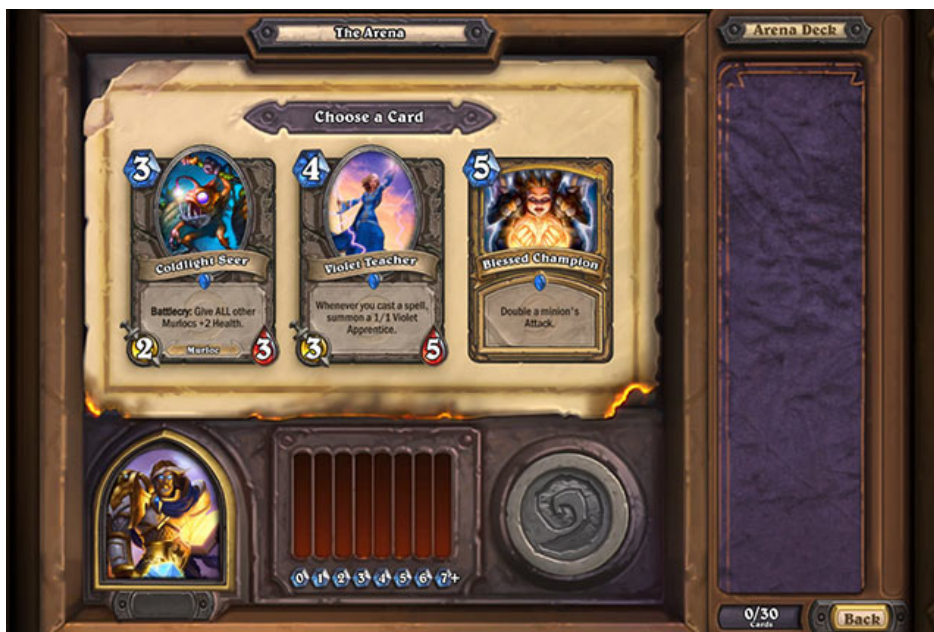 The Arena
Arena Deck
Choose a Card
3
4
5
Coldlight Seer
Violet Teacher
Blessed Champion
Battlecry: Give ALL other
Murlocs +2 Health.
Murloc
2
3
Whenever you cast a spell,
summon a 1/1 Violet
Apprentice.
3
5
Double a minion's
Attack.
0 1 2 3 4 5 6 7+
0/30
Cards
Back